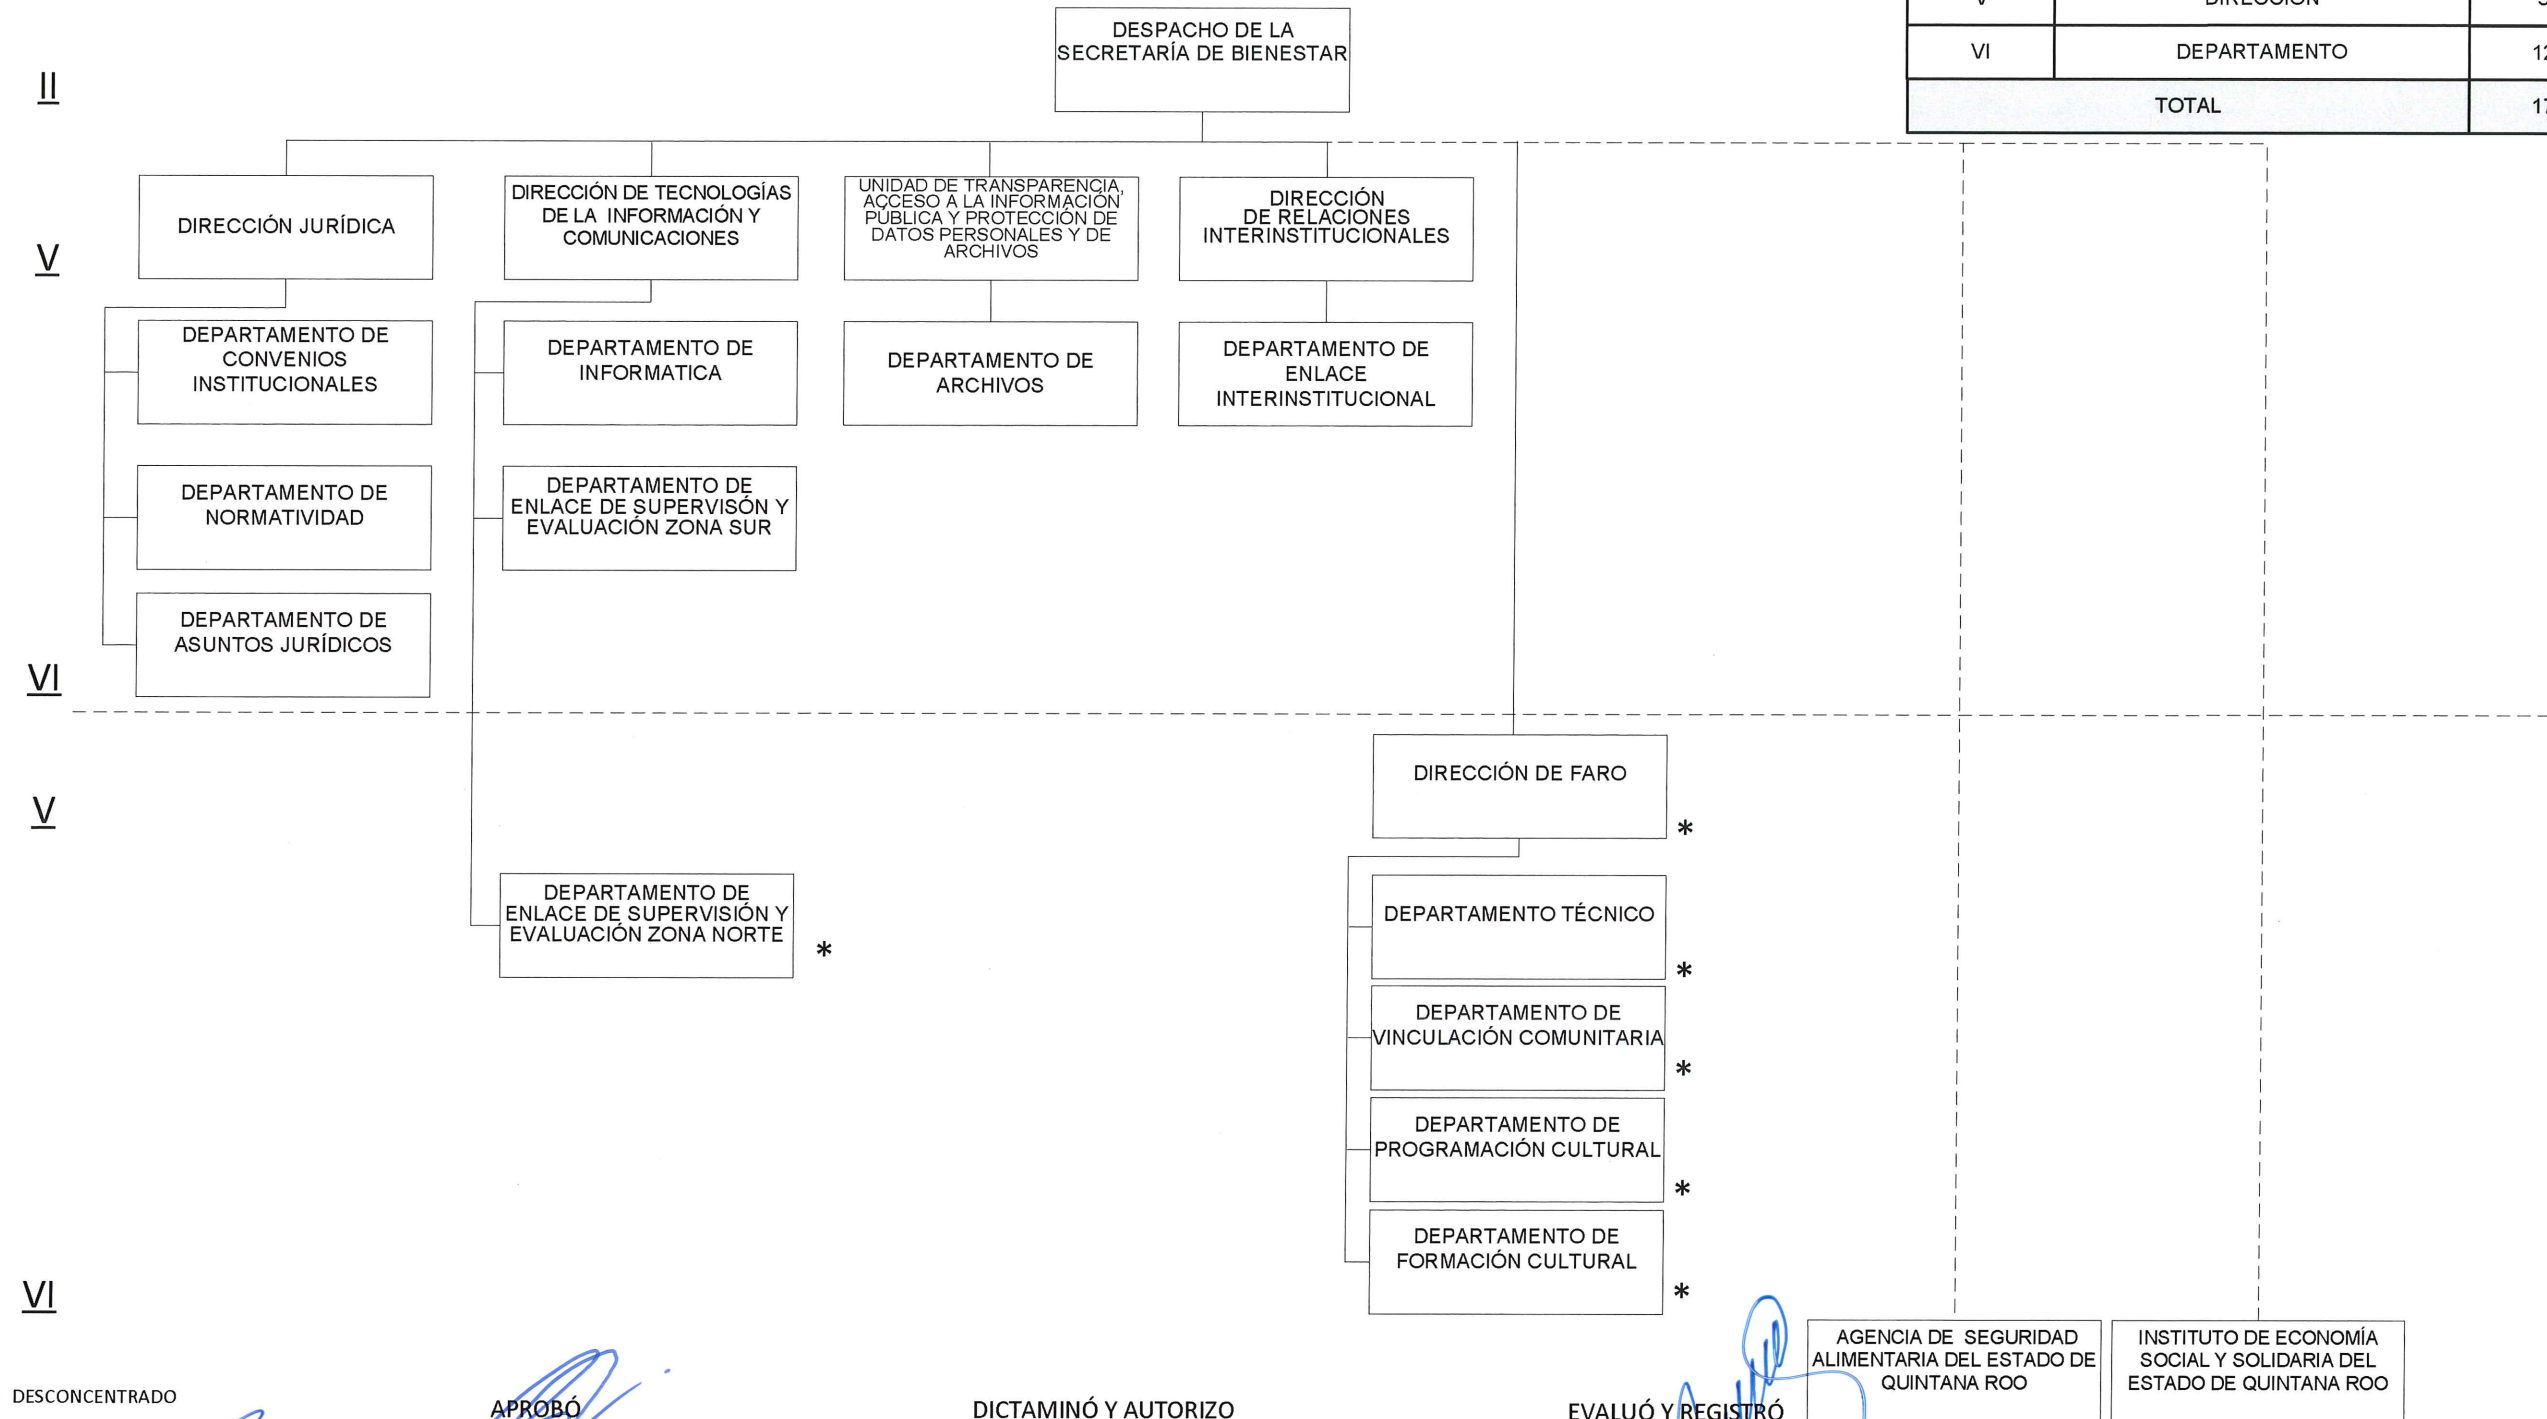 DIRECCIÓN
VI DEPARTAMENTO 12
TOTAL 17
DESPACHO DE LA
SECRETARÍA DE BIENESTAR
II
V
DIRECCIÓN JURÍDICA
DIRECCIÓN DE TECNOLOGÍAS
DE LA INFORMACIÓN Y
COMUNICACIONES
UNIDAD DE TRANSPARENCIA,
ACCESO A LA INFORMACIÓN
PÚBLICA Y PROTECCIÓN DE
DATOS PERSONALES Y DE
ARCHIVOS
DIRECCIÓN
DE RELACIONES
INTERINSTITUCIONALES
DEPARTAMENTO DE
CONVENIOS
INSTITUCIONALES
DEPARTAMENTO DE
INFORMATICA
DEPARTAMENTO DE
ARCHIVOS
DEPARTAMENTO DE
ENLACE
INTERINSTITUCIONAL
DEPARTAMENTO DE
NORMATIVIDAD
DEPARTAMENTO DE
ENLACE DE SUPERVISÓN Y
EVALUACIÓN ZONA SUR
DEPARTAMENTO DE
ASUNTOS JURÍDICOS
VI
V
DIRECCIÓN DE FARO
*
DEPARTAMENTO DE
ENLACE DE SUPERVISIÓN Y
EVALUACIÓN ZONA NORTE
*
DEPARTAMENTO TÉCNICO
*
DEPARTAMENTO DE
VINCULACIÓN COMUNITARIA
*
DEPARTAMENTO DE
PROGRAMACIÓN CULTURAL
*
DEPARTAMENTO DE
FORMACIÓN CULTURAL
*
VI
AGENCIA DE SEGURIDAD
ALIMENTARIA DEL ESTADO DE
QUINTANA ROO
INSTITUTO DE ECONOMÍA
SOCIAL Y SOLIDARIA DEL
ESTADO DE QUINTANA ROO
DESCONCENTRADO
APROBÓ
DICTAMINÓ Y AUTORIZO
EVALUÓ Y REGISTRÓ